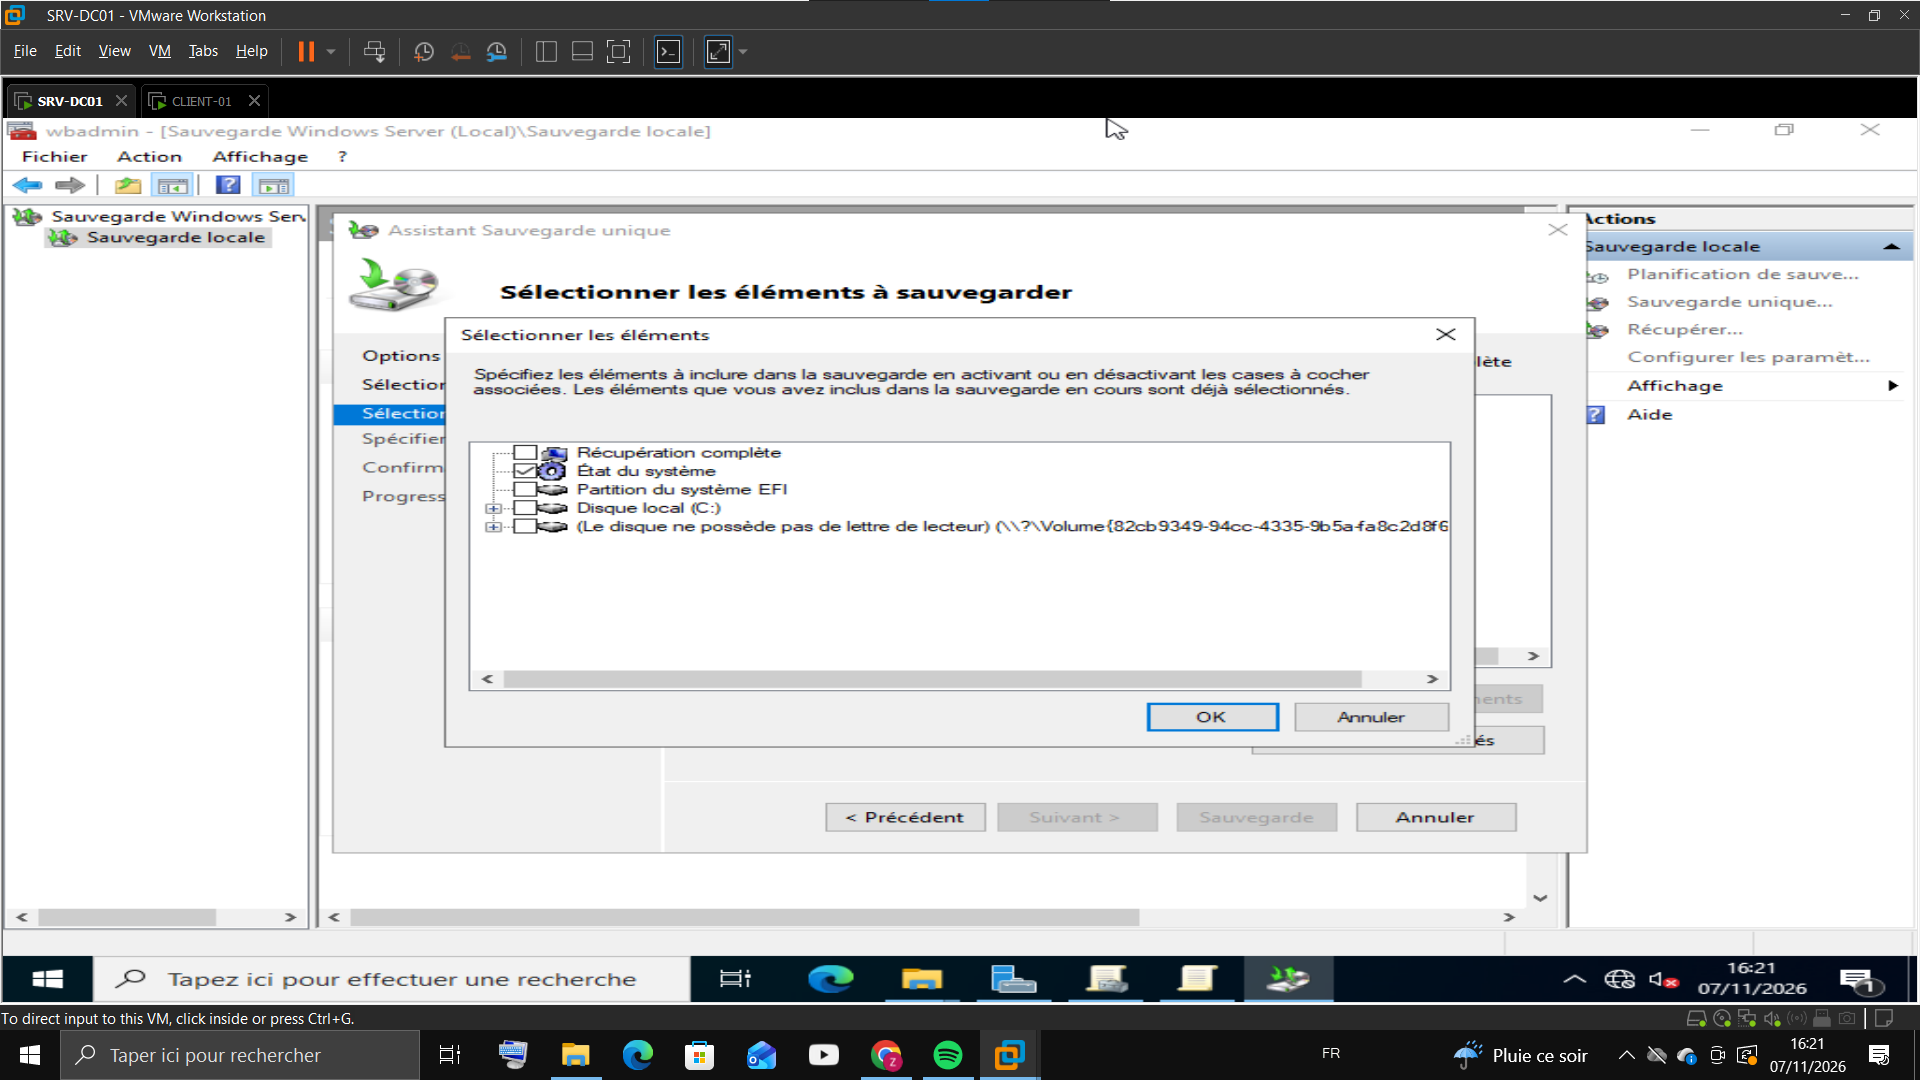 SRV-DC01 - VMware Workstation
File Edit View VM Tabs Help
SRV-DC01 CLIENT-01
wbadmin - [Sauvegarde Windows Server (Local)\Sauvegarde locale]
Fichier Action Affichage ?
Sauvegarde Windows Ser
Sauvegarde locale
Assistant Sauvegarde unique
Sélectionner les éléments à sauvegarder
Options
Sélection
Sélection
Spécifier
Confirm
Progress
lète
ents
és
Sélectionner les éléments
Spécifiez les éléments à inclure dans la sauvegarde en activant ou en désactivant les cases à cocher
associées. Les éléments que vous avez inclus dans la sauvegarde en cours sont déjà sélectionnés.
Récupération complète
État du système
Partition du système EFI
Disque local (C:)
(Le disque ne possède pas de lettre de lecteur) (\\?\Volume{82cb9349-94cc-4335-9b5a-fa8c2d8f6
OK Annuler
< Précédent Suivant > Sauvegarde Annuler
Actions
Sauvegarde locale
Planification de sauve...
Sauvegarde unique...
Récupérer...
Configurer les paramèt...
Affichage
Aide
Tapez ici pour effectuer une recherche
16:21
07/11/2026
1
To direct input to this VM, click inside or press Ctrl+G.
Taper ici pour rechercher
FR
Pluie ce soir
16:21
07/11/2026